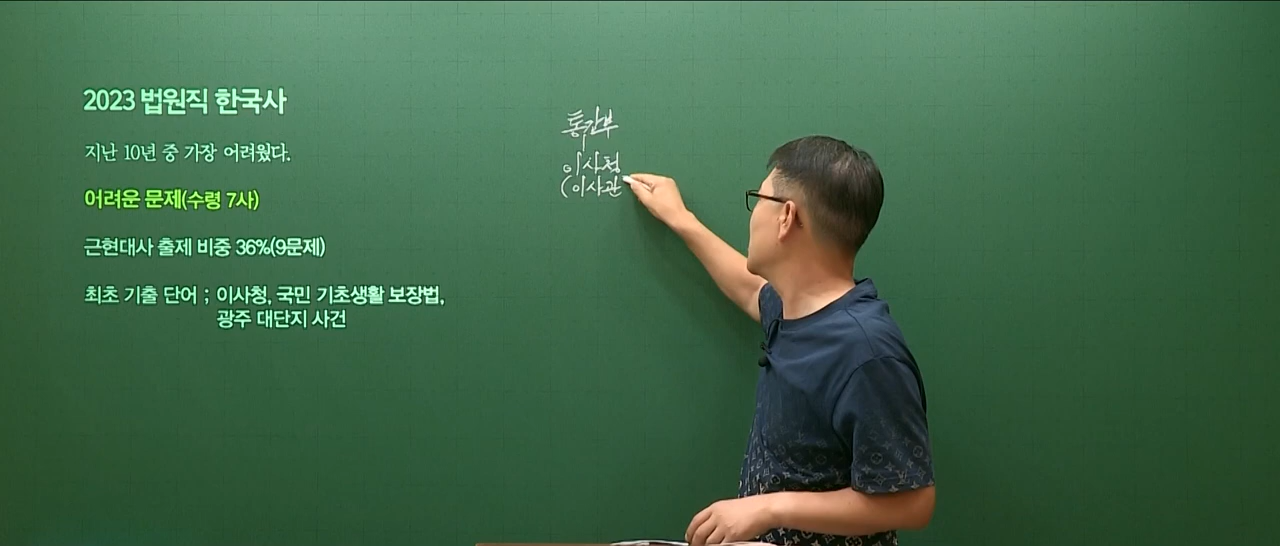 2023 법원직 한국사
지난 10년 중 가장 어려웠다.
어려운 문제(수령 7사)
근현대사 출제 비중 36%(9문제)
최초 기출 단어 ; 이사청, 국민 기초생활 보장법,
광주 대단지 사건
통감부
이사청
(이사관